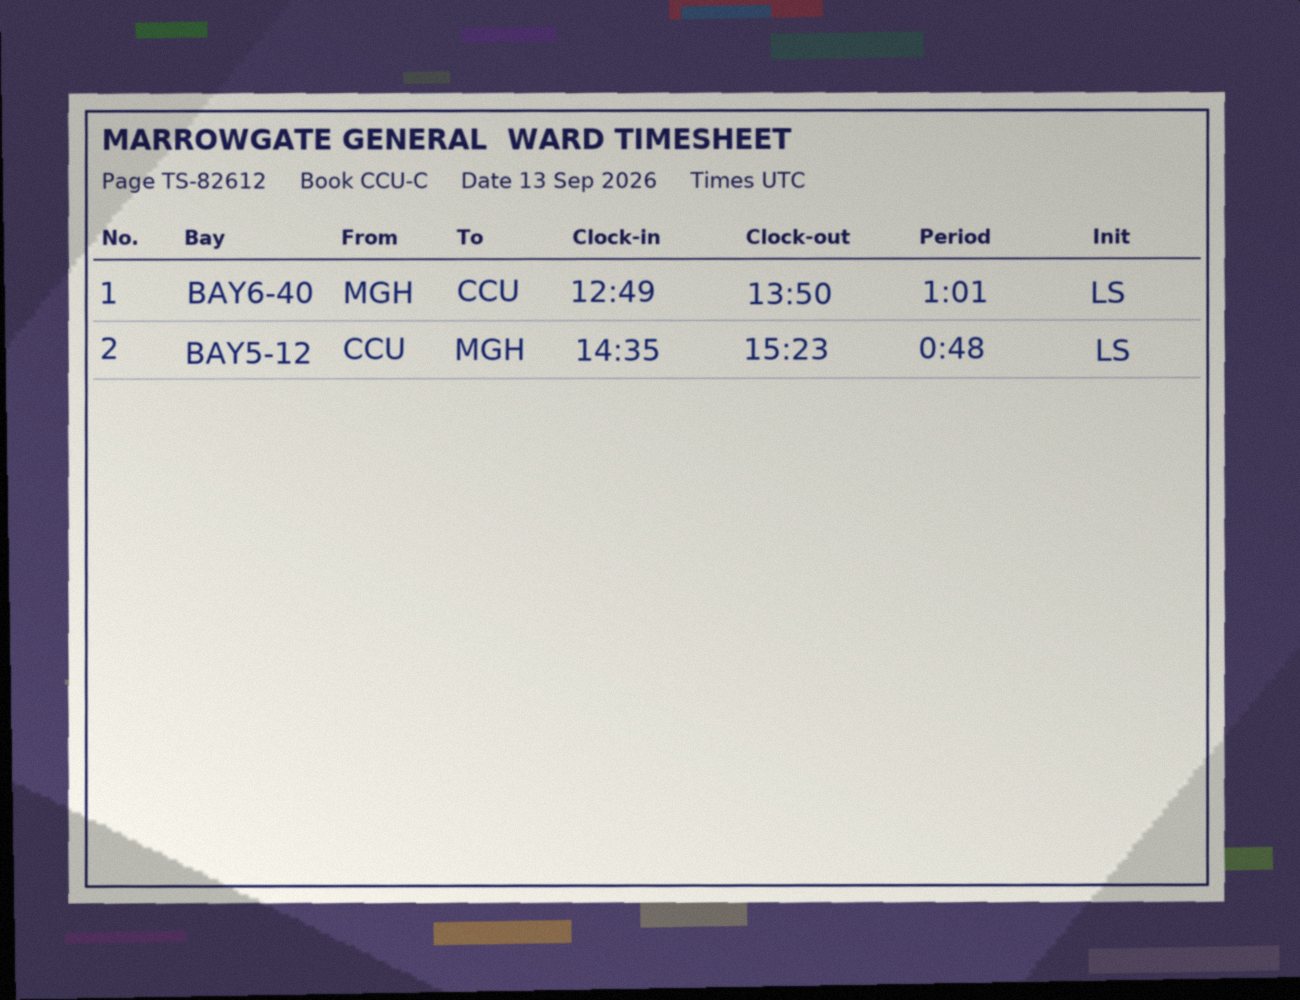 MARROWGATE GENERAL WARD TIMESHEET
Page TS-82612 Book CCU-C Date 13 Sep 2026 Times UTC
No. Bay From To Clock-in Clock-out Period Init
1 BAY6-40 MGH CCU 12:49 13:50 1:01 LS
2 BAY5-12 CCU MGH 14:35 15:23 0:48 LS